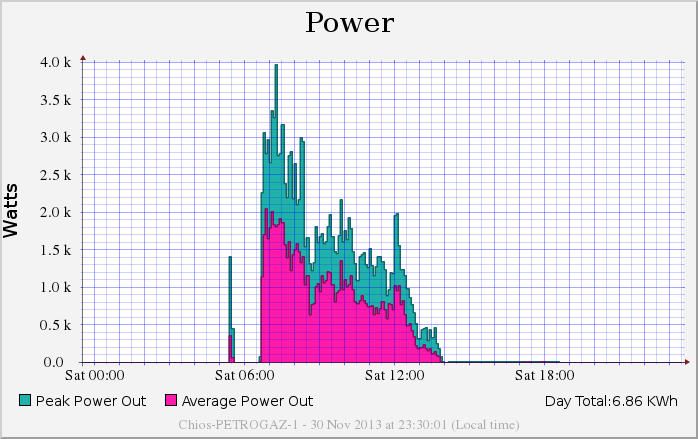 Power
Watts
4.0 k
3.5 k
3.0 k
2.5 k
2.0 k
1.5 k
1.0 k
0.5 k
0.0
Sat 00:00 Sat 06:00 Sat 12:00 Sat 18:00
Peak Power Out Average Power Out Day Total:6.86 KWh
Chios-PETROGAZ-1 - 30 Nov 2013 at 23:30:01 (Local time)